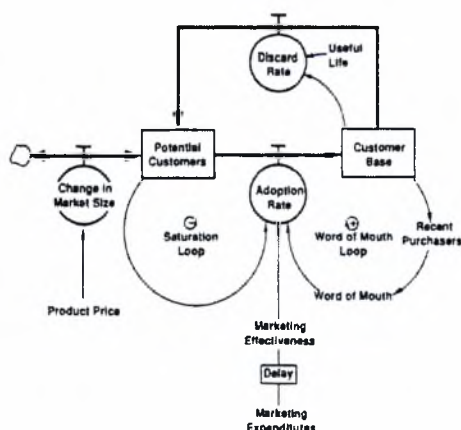 Discard
Rate
Useful
Life
Potential
Customers
Customer
Base
Change in
Market Size
Adoption
Rate
Saturation
Loop
Word of Mouth
Loop
Recent
Purchasers
Product Price
Word of Mouth
Marketing
Effectiveness
Delay
Marketing
Expenditures